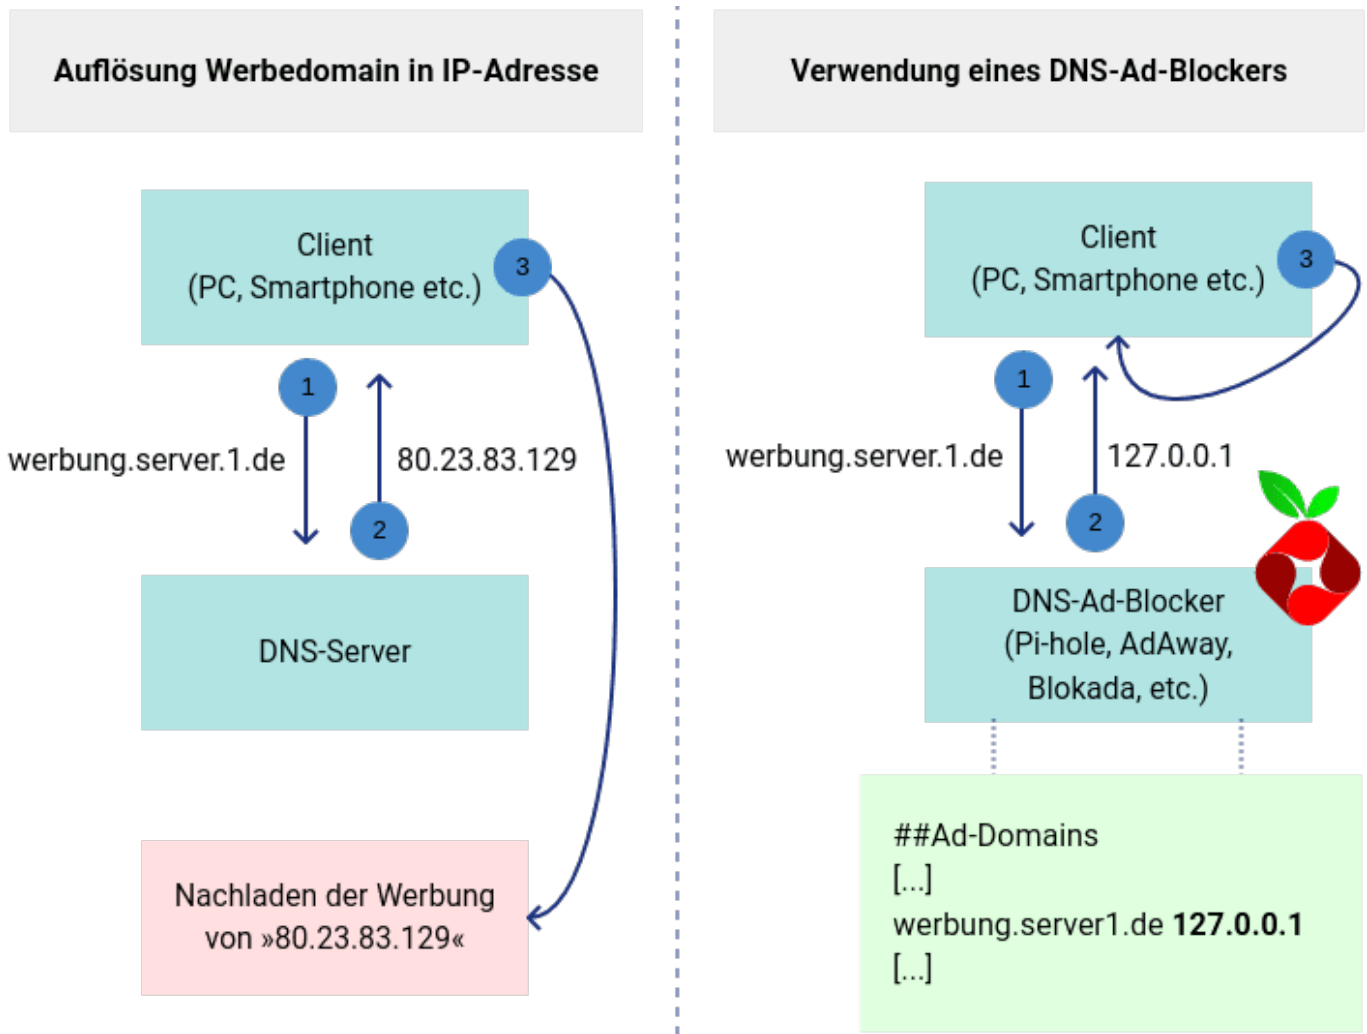 Auflösung Werbedomain in IP-Adresse
Client
(PC, Smartphone etc.)
3
1
werbung.server.1.de
80.23.83.129
2
DNS-Server
Nachladen der Werbung
von »80.23.83.129«
Verwendung eines DNS-Ad-Blockers
Client
(PC, Smartphone etc.)
3
1
werbung.server.1.de
127.0.0.1
2
DNS-Ad-Blocker
(Pi-hole, AdAway,
Blokada, etc.)
##Ad-Domains
[...]
werbung.server1.de 127.0.0.1
[...]